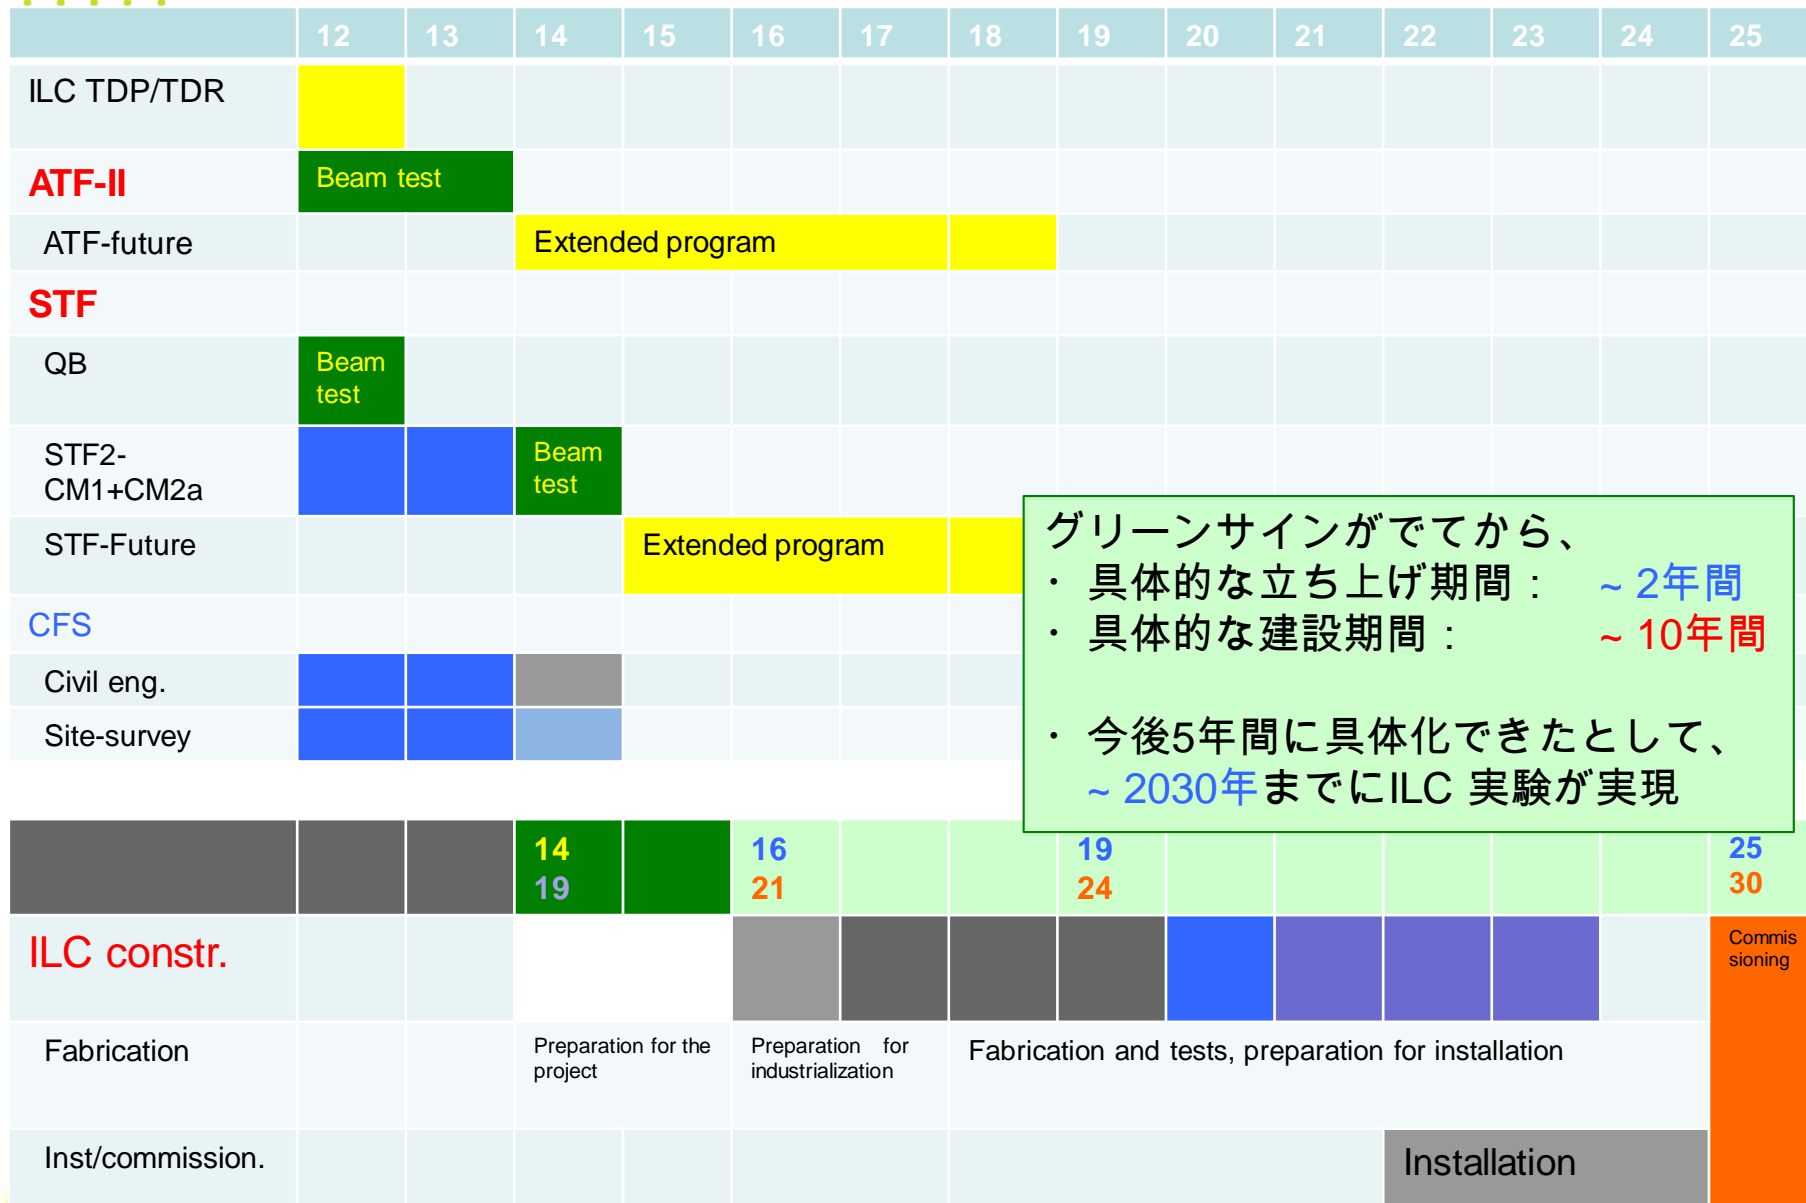 12 13 14 15 16 17 18 19 20 21 22 23 24 25
ILC TDP/TDR
ATF-II Beam test
ATF-future Extended program
STF
QB Beam
test
STF2-
CM1+CM2a Beam
test
STF-Future Extended program
CFS
Civil eng.
Site-survey
グリーンサインがでてから、
・ 具体的な立ち上げ期間： ~ 2年間
・ 具体的な建設期間： ~ 10年間
・ 今後5年間に具体化できたとして、
~ 2030年までにILC 実験が実現
14 16 19 25
19 21 24 30
ILC constr. Commis
sioning
Fabrication Preparation for the
project Preparation for
industrialization Fabrication and tests, preparation for installation
Inst/commission. Installation